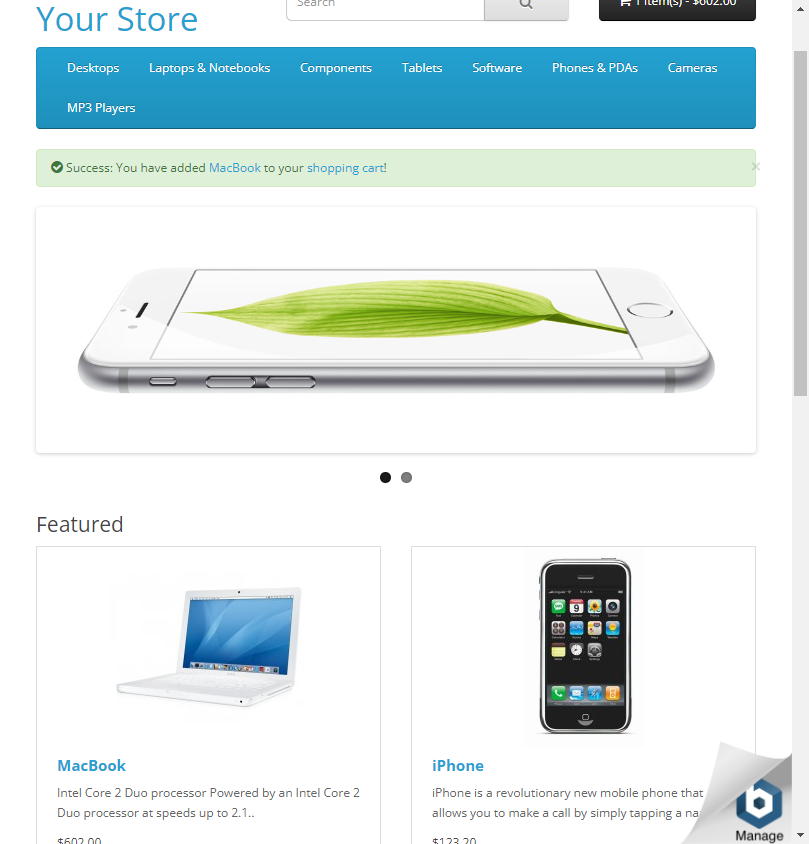 Your Store
Search
1 item(s) - $602.00
Desktops
Laptops & Notebooks
Components
Tablets
Software
Phones & PDAs
Cameras
MP3 Players
Success: You have added MacBook to your shopping cart!
×
Featured
MacBook
Intel Core 2 Duo processor Powered by an Intel Core 2
Duo processor at speeds up to 2.1..
$602.00
iPhone
iPhone is a revolutionary new mobile phone that
allows you to make a call by simply tapping a
$123.20
Manage